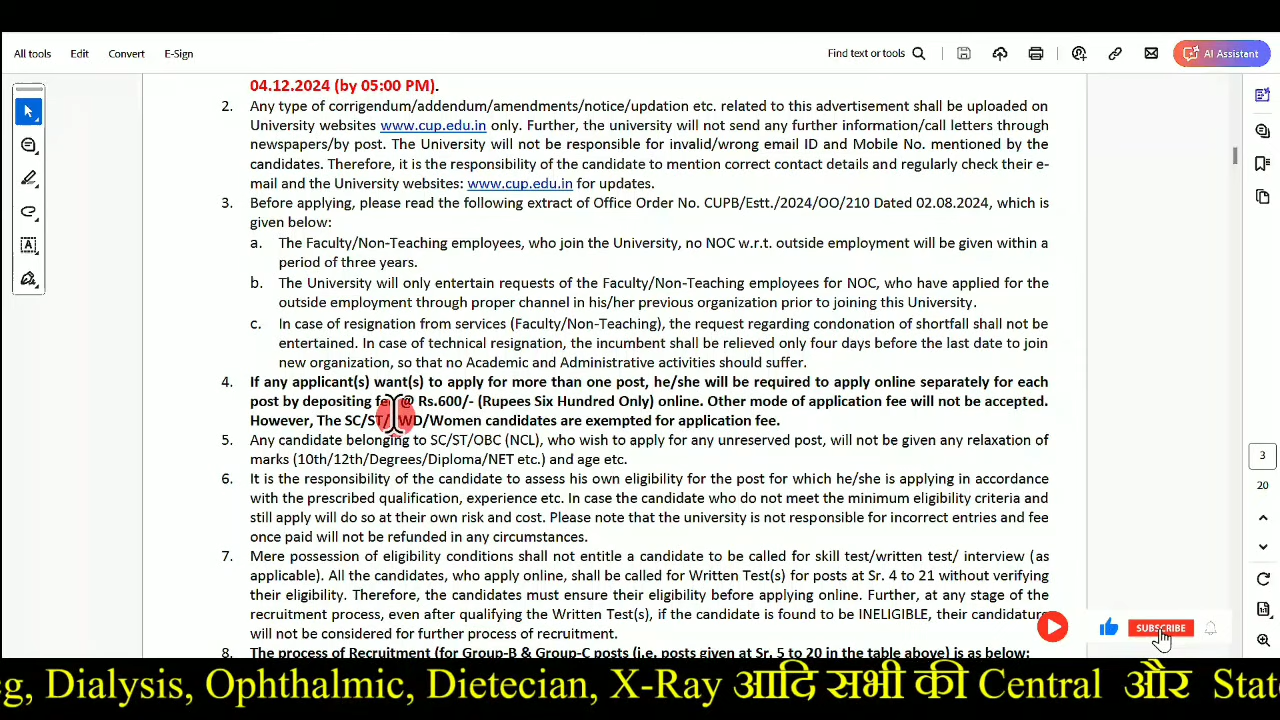 All tools Edit Convert E-Sign Find text or tools AI Assistant
04.12.2024 (by 05:00 PM).
2. Any type of corrigendum/addendum/amendments/notice/updation etc. related to this advertisement shall be uploaded on
University websites www.cup.edu.in only. Further, the university will not send any further information/call letters through
newspapers/by post. The University will not be responsible for invalid/wrong email ID and Mobile No. mentioned by the
candidates. Therefore, it is the responsibility of the candidate to mention correct contact details and regularly check their e-
mail and the University websites: www.cup.edu.in for updates.
3. Before applying, please read the following extract of Office Order No. CUPB/Estt./2024/OO/210 Dated 02.08.2024, which is
given below:
a. The Faculty/Non-Teaching employees, who join the University, no NOC w.r.t. outside employment will be given within a
period of three years.
b. The University will only entertain requests of the Faculty/Non-Teaching employees for NOC, who have applied for the
outside employment through proper channel in his/her previous organization prior to joining this University.
c. In case of resignation from services (Faculty/Non-Teaching), the request regarding condonation of shortfall shall not be
entertained. In case of technical resignation, the incumbent shall be relieved only four days before the last date to join
new organization, so that no Academic and Administrative activities should suffer.
4. If any applicant(s) want(s) to apply for more than one post, he/she will be required to apply online separately for each
post by depositing @ Rs.600/- (Rupees Six Hundred Only) online. Other mode of application fee will not be accepted.
However, The SC/ST/ WD/Women candidates are exempted for application fee.
5. Any candidate belonging to SC/ST/OBC (NCL), who wish to apply for any unreserved post, will not be given any relaxation of
marks (10th/12th/Degrees/Diploma/NET etc.) and age etc.
6. It is the responsibility of the candidate to assess his own eligibility for the post for which he/she is applying in accordance
with the prescribed qualification, experience etc. In case the candidate who do not meet the minimum eligibility criteria and
still apply will do so at their own risk and cost. Please note that the university is not responsible for incorrect entries and fee
once paid will not be refunded in any circumstances.
7. Mere possession of eligibility conditions shall not entitle a candidate to be called for skill test/written test/ interview (as
applicable). All the candidates, who apply online, shall be called for Written Test(s) for posts at Sr. 4 to 21 without verifying
their eligibility. Therefore, the candidates must ensure their eligibility before applying online. Further, at any stage of the
recruitment process, even after qualifying the Written Test(s), if the candidate is found to be INELIGIBLE, their candidature
will not be considered for further process of recruitment.
8. The process of Recruitment (for Group-B & Group-C posts (i.e. posts given at Sr. 5 to 20 in the table above) is as below:
3
20
SUBSCRIBE
eg, Dialysis, Ophthalmic, Dietecian, X-Ray आदि सभी की Central और State